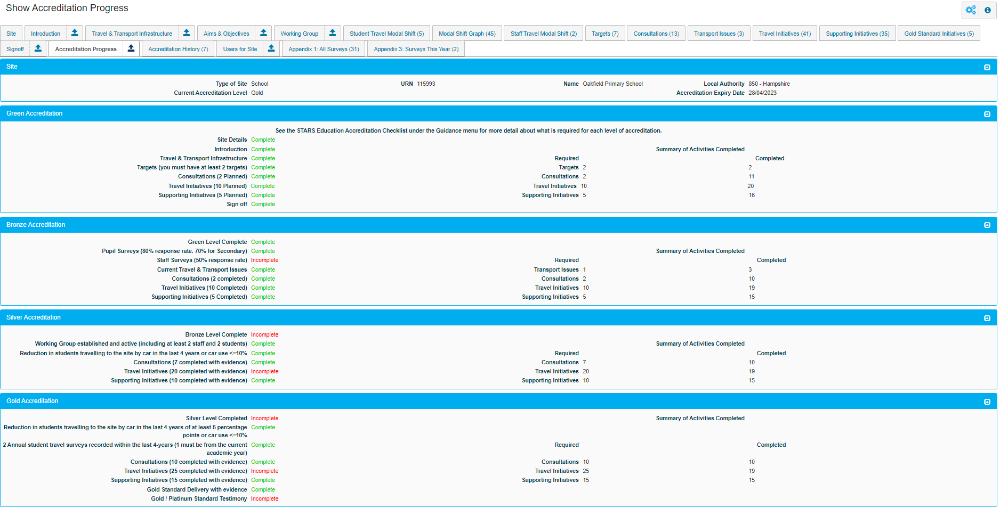 Show Accreditation Progress
Site Introduction Travel & Transport Infrastructure Aims & Objectives Working Group Student Travel Modal Shift (5) Modal Shift Graph (45) Staff Travel Modal Shift (2) Targets (7) Consultations (13) Transport Issues (3) Travel Initiatives (41) Supporting Initiatives (35) Gold Standard Initiatives (5)
Signoff Accreditation Progress Accreditation History (7) Users for Site Appendix 1: All Surveys (31) Appendix 3: Surveys This Year (2)
Site
Type of Site School URN 115993 Name Oakfield Primary School Local Authority 850 - Hampshire
Current Accreditation Level Gold Accreditation Expiry Date 28/04/2023
Green Accreditation
See the STARS Education Accreditation Checklist under the Guidance menu for more detail about what is required for each level of accreditation.
Site Details Complete
Introduction Complete Summary of Activities Completed
Travel & Transport Infrastructure Complete Required Completed
Targets (you must have at least 2 targets) Complete Targets 2 2
Consultations (2 Planned) Complete Consultations 2 11
Travel Initiatives (10 Planned) Complete Travel Initiatives 10 20
Supporting Initiatives (5 Planned) Complete Supporting Initiatives 5 16
Sign off Complete
Bronze Accreditation
Green Level Complete Complete
Pupil Surveys (80% response rate. 70% for Secondary) Complete Summary of Activities Completed
Staff Surveys (50% response rate) Incomplete Required Completed
Current Travel & Transport Issues Complete Transport Issues 1 3
Consultations (2 completed) Complete Consultations 2 10
Travel Initiatives (10 Completed) Complete Travel Initiatives 10 19
Supporting Initiatives (5 Completed) Complete Supporting Initiatives 5 15
Silver Accreditation
Bronze Level Complete Incomplete
Working Group established and active (including at least 2 staff and 2 students) Complete Summary of Activities Completed
Reduction in students travelling to the site by car in the last 4 years or car use <=10% Complete Required Completed
Consultations (7 completed with evidence) Complete Consultations 7 10
Travel Initiatives (20 completed with evidence) Incomplete Travel Initiatives 20 19
Supporting Initiatives (10 completed with evidence) Complete Supporting Initiatives 10 15
Gold Accreditation
Silver Level Completed Incomplete Summary of Activities Completed
Reduction in students travelling to the site by car in the last 4 years of at least 5 percentage Complete
points or car use <=10%
2 Annual student travel surveys recorded within the last 4-years (1 must be from the current Complete Required Completed
academic year)
Consultations (10 completed with evidence) Complete Consultations 10 10
Travel Initiatives (25 completed with evidence) Incomplete Travel Initiatives 25 19
Supporting Initiatives (15 completed with evidence) Complete Supporting Initiatives 15 15
Gold Standard Delivery with evidence Complete
Gold / Platinum Standard Testimony Incomplete